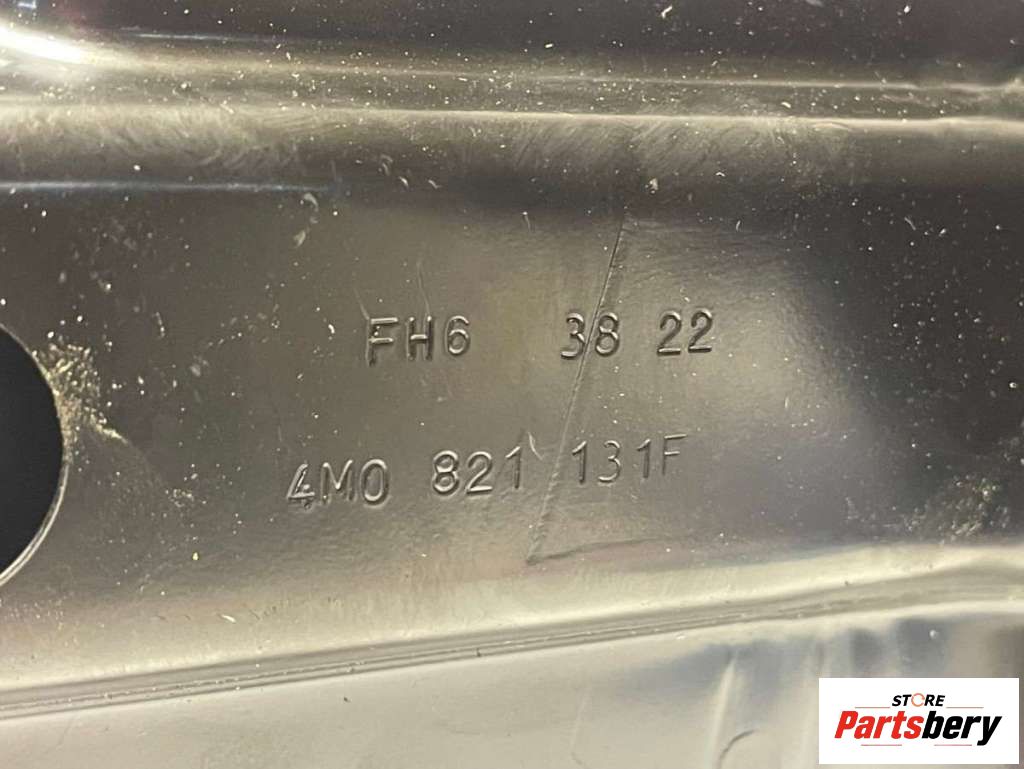 FH6 38 22
4M0 821 131F
STORE
Partsbery